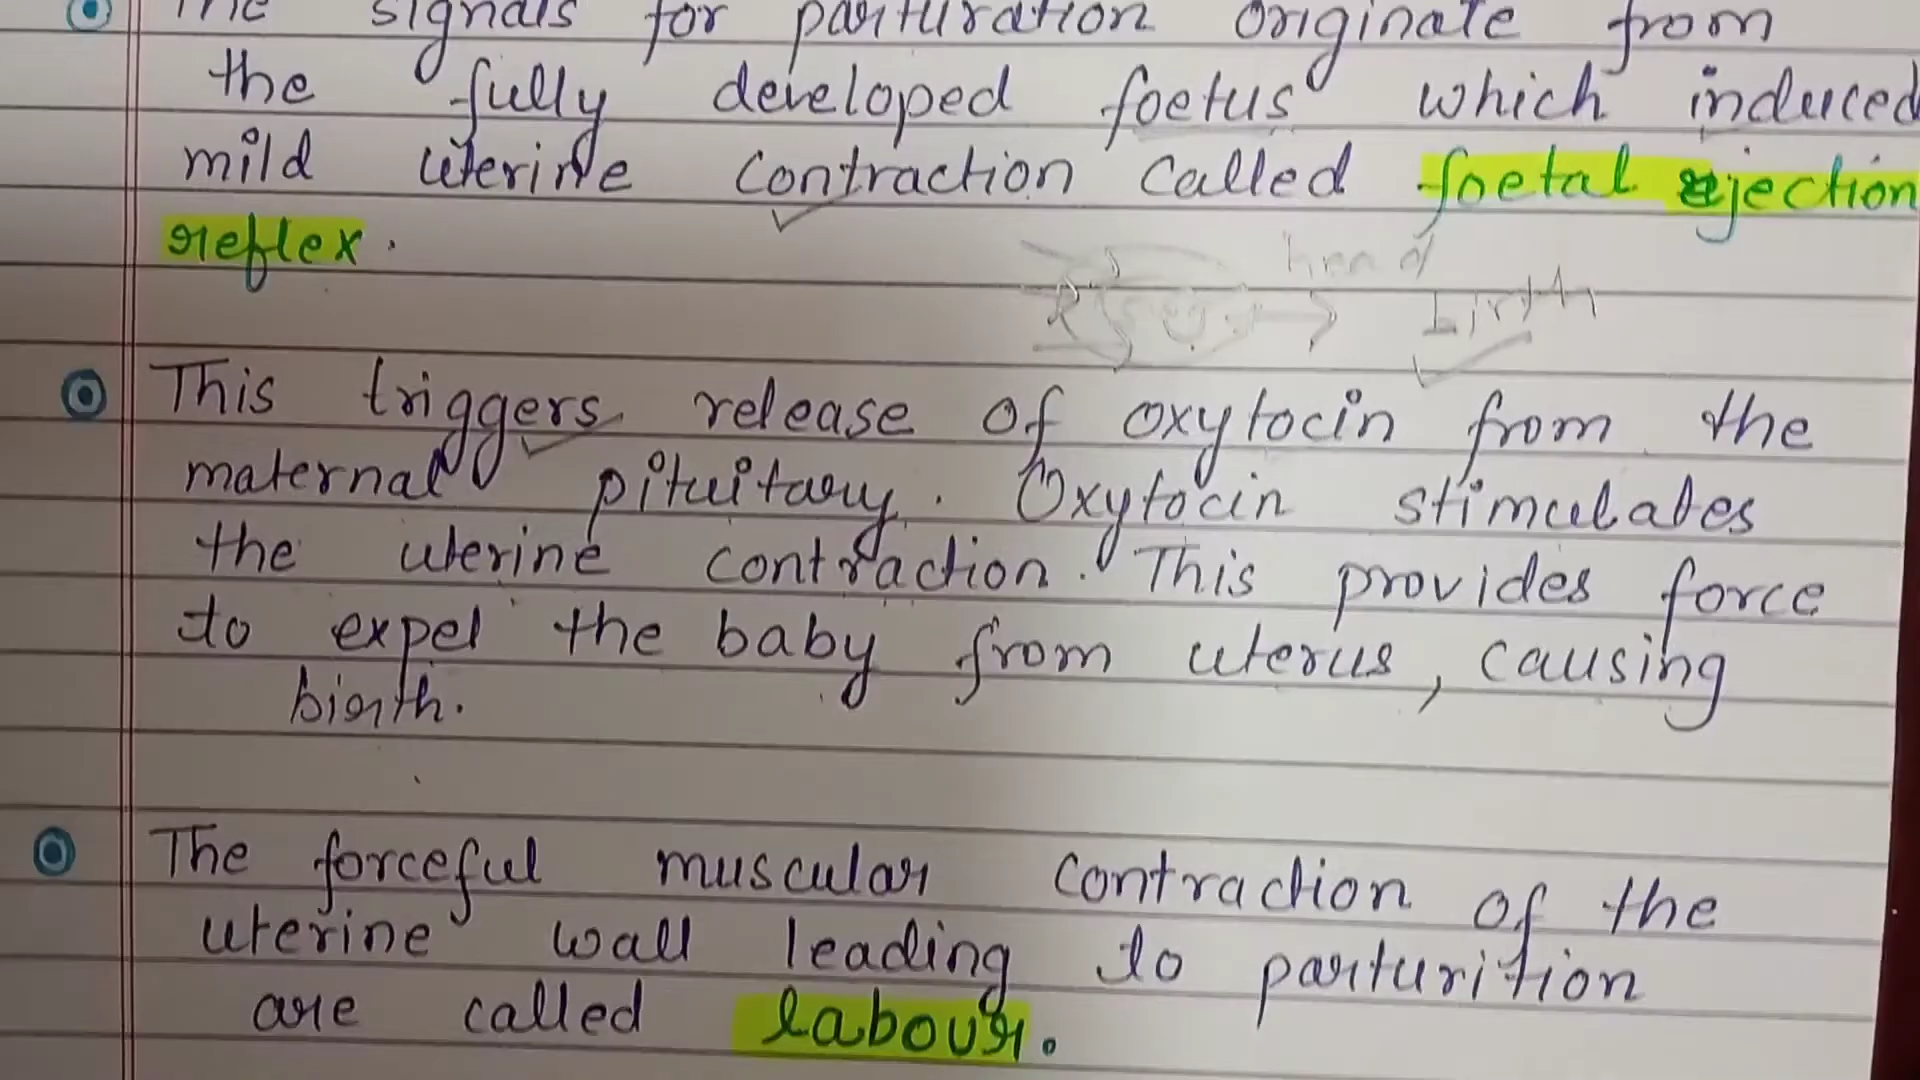 The signals for parturation originate from
the fully developed foetus which induced
mild uterine contraction called foetal ejection
reflex.
head
birth
This triggers release of oxytocin from the
maternal pituitary. Oxytocin stimulates
the uterine contraction. This provides force
to expel the baby from uterus, causing
birth.
The forceful muscular contraction of the
uterine wall leading to parturition
are called labour.